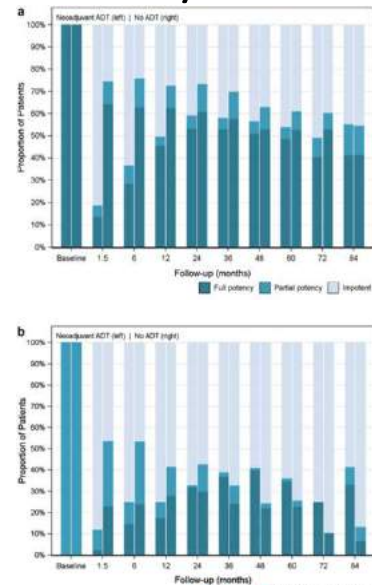 a
Neoadjuvant ADT (left) | No ADT (right)
Proportion of Patients
100%
90%
80%
70%
60%
50%
40%
30%
20%
10%
0%
Baseline 1.5 6 12 24 36 48 60 72 84
Follow-up (months)
Full potency Partial potency Impotent
b
Neoadjuvant ADT (left) | No ADT (right)
Proportion of Patients
100%
90%
80%
70%
60%
50%
40%
30%
20%
10%
0%
Baseline 1.5 6 12 24 36 48 60 72 84
Follow-up (months)